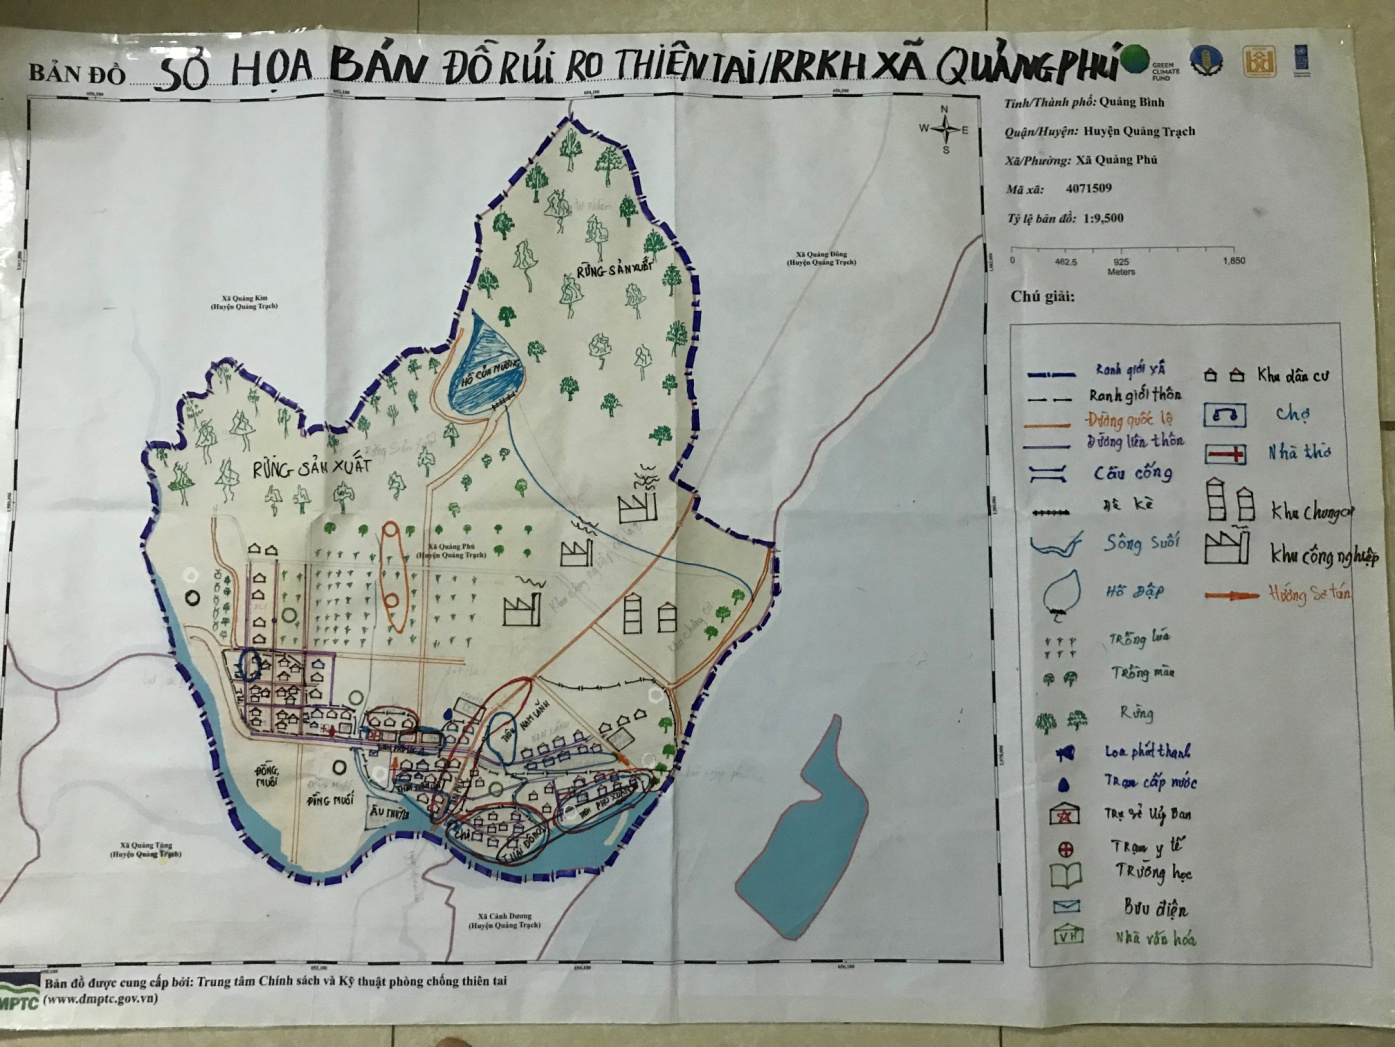 BẢN ĐỒ SƠ HỌA BẢN ĐỒ RỦI RO THIÊN TAI/RRKH XÃ QUẢNG PHÚ
GREEN
CLIMATE
FUND
Tỉnh/Thành phố: Quảng Bình
Quận/Huyện: Huyện Quảng Trạch
Xã/Phường: Xã Quảng Phú
Mã xã: 4071509
Tỷ lệ bản đồ: 1:9,500
0 462.5 925 1,850
Meters
Chú giải:
Ranh giới xã
Ranh giới thôn
Đường quốc lộ
Đường liên thôn
Cầu cống
Đê kè
Sông suối
Hồ Đập
Trồng lúa
Trồng màu
Rừng
Loa phát thanh
Trạm cấp nước
Trụ sở Uỷ Ban
Trạm y tế
Trường học
Bưu điện
VH
Nhà văn hóa
Khu dân cư
chợ
Nhà thờ
Khu chung cư
Khu công nghiệp
Hướng Sơ tán
N
W E
S
Xã Quảng Đông
(Huyện Quảng Trạch)
Xã Quảng Kim
(Huyện Quảng Trạch)
RỪNG SẢN XUẤT
HỒ CỬA MƯƠNG
RỪNG SẢN XUẤT
Xã Quảng Phú
(Huyện Quảng Trạch)
THÔN NAM LÃNH
ĐỒNG
MUỐI
ĐỒNG MUỐI
ÂU THUYỀN
T HẢI ĐÔNG
Xã Quảng Tùng
(Huyện Quảng Trạch)
Xã Cảnh Dương
(Huyện Quảng Trạch)
MPTC
Bản đồ được cung cấp bởi: Trung tâm Chính sách và Kỹ thuật phòng chống thiên tai
(www.dmptc.gov.vn)